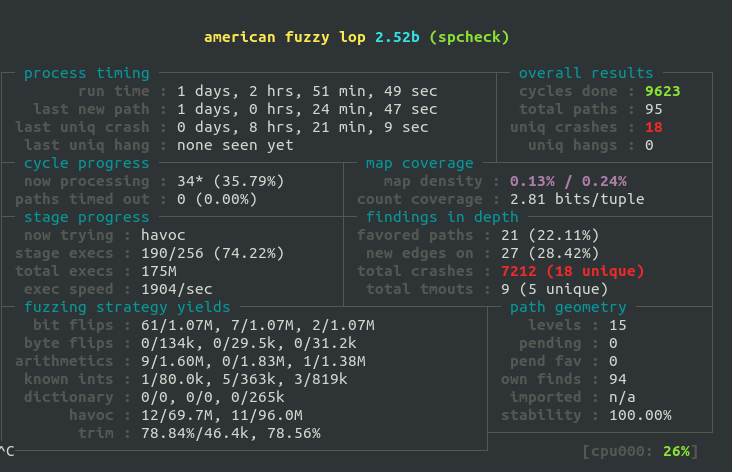 american fuzzy lop 2.52b (spcheck)
process timing overall results
run time : 1 days, 2 hrs, 51 min, 49 sec cycles done : 9623
last new path : 1 days, 0 hrs, 24 min, 47 sec total paths : 95
last uniq crash : 0 days, 8 hrs, 21 min, 9 sec uniq crashes : 18
last uniq hang : none seen yet uniq hangs : 0
cycle progress map coverage
now processing : 34* (35.79%) map density : 0.13% / 0.24%
paths timed out : 0 (0.00%) count coverage : 2.81 bits/tuple
stage progress findings in depth
now trying : havoc favored paths : 21 (22.11%)
stage execs : 190/256 (74.22%) new edges on : 27 (28.42%)
total execs : 175M total crashes : 7212 (18 unique)
exec speed : 1904/sec total tmouts : 9 (5 unique)
fuzzing strategy yields path geometry
bit flips : 61/1.07M, 7/1.07M, 2/1.07M levels : 15
byte flips : 0/134k, 0/29.5k, 0/31.2k pending : 0
arithmetics : 9/1.60M, 0/1.83M, 1/1.38M pend fav : 0
known ints : 1/80.0k, 5/363k, 3/819k own finds : 94
dictionary : 0/0, 0/0, 0/265k imported : n/a
havoc : 12/69.7M, 11/96.0M stability : 100.00%
trim : 78.84%/46.4k, 78.56%
^C [cpu000: 26%]